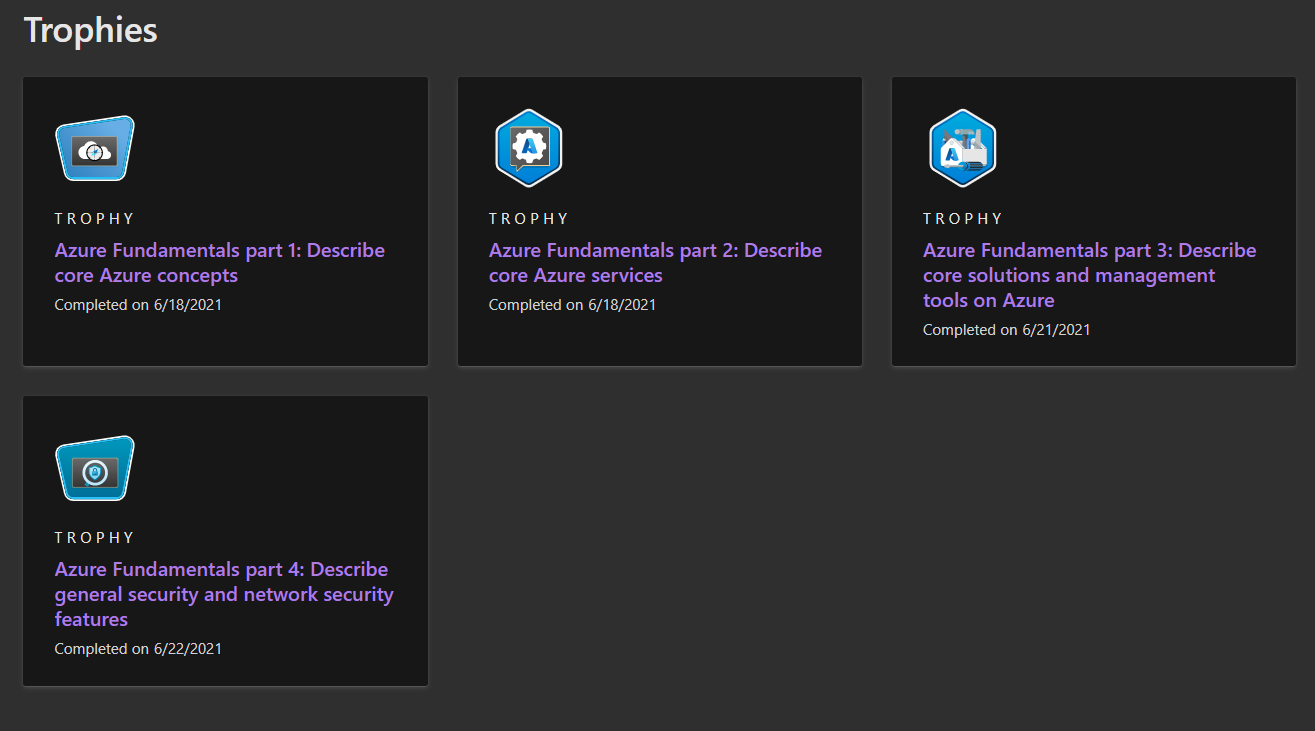 Trophies
TROPHY
Azure Fundamentals part 1: Describe
core Azure concepts
Completed on 6/18/2021
TROPHY
Azure Fundamentals part 2: Describe
core Azure services
Completed on 6/18/2021
TROPHY
Azure Fundamentals part 3: Describe
core solutions and management
tools on Azure
Completed on 6/21/2021
TROPHY
Azure Fundamentals part 4: Describe
general security and network security
features
Completed on 6/22/2021